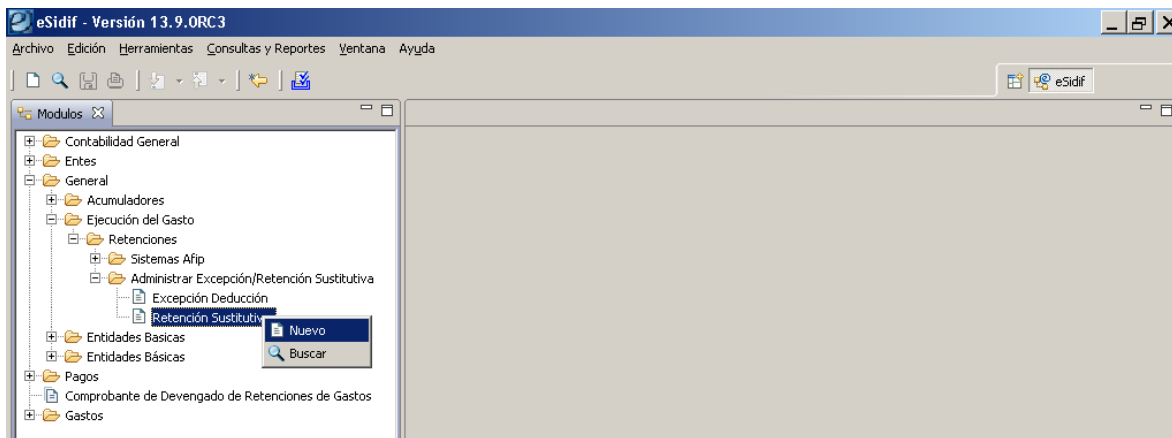 eSidif - Versión 13.9.0RC3
Archivo Edición Herramientas Consultas y Reportes Ventana Ayuda
eSidif
Modulos
Contabilidad General
Entes
General
Acumuladores
Ejecución del Gasto
Retenciones
Sistemas Afip
Administrar Excepción/Retención Sustitutiva
Excepción Deducción
Retención Sustitutiv
Nuevo
Entidades Basicas
Buscar
Entidades Básicas
Pagos
Comprobante de Devengado de Retenciones de Gastos
Gastos